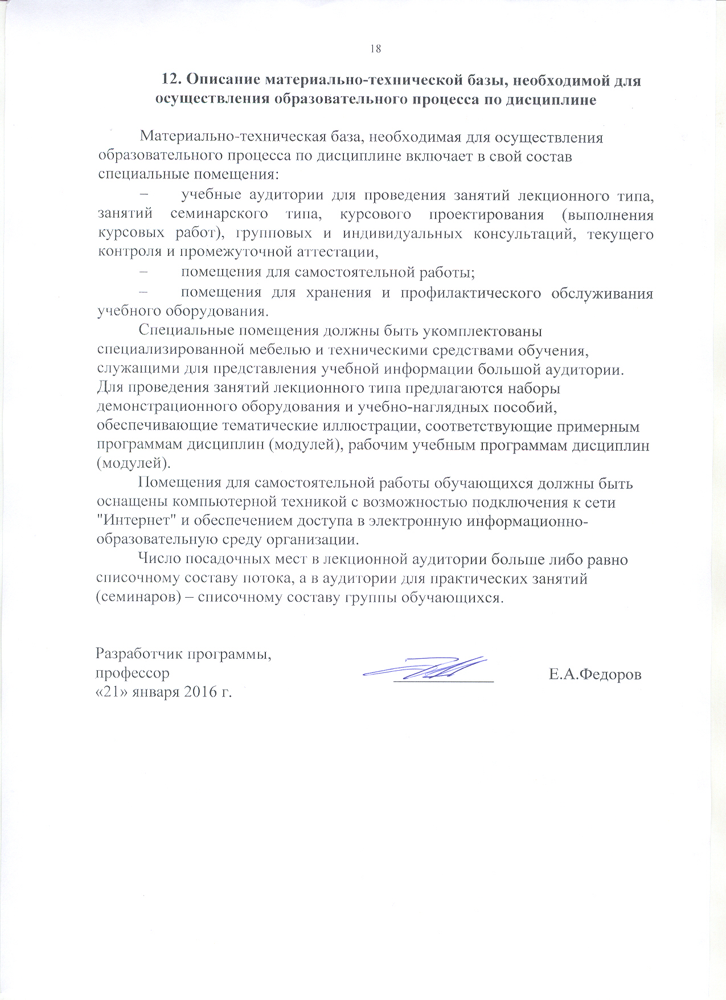 18
12. Описание материально-технической базы, необходимой для
осуществления образовательного процесса по дисциплине
Материально-техническая база, необходимая для осуществления
образовательного процесса по дисциплине включает в свой состав
специальные помещения:
– учебные аудитории для проведения занятий лекционного типа,
занятий семинарского типа, курсового проектирования (выполнения
курсовых работ), групповых и индивидуальных консультаций, текущего
контроля и промежуточной аттестации,
– помещения для самостоятельной работы;
– помещения для хранения и профилактического обслуживания
учебного оборудования.
Специальные помещения должны быть укомплектованы
специализированной мебелью и техническими средствами обучения,
служащими для представления учебной информации большой аудитории.
Для проведения занятий лекционного типа предлагаются наборы
демонстрационного оборудования и учебно-наглядных пособий,
обеспечивающие тематические иллюстрации, соответствующие примерным
программам дисциплин (модулей), рабочим учебным программам дисциплин
(модулей).
Помещения для самостоятельной работы обучающихся должны быть
оснащены компьютерной техникой с возможностью подключения к сети
"Интернет" и обеспечением доступа в электронную информационно-
образовательную среду организации.
Число посадочных мест в лекционной аудитории больше либо равно
списочному составу потока, а в аудитории для практических занятий
(семинаров) – списочному составу группы обучающихся.
Разработчик программы,
профессор Е.А.Федоров
«21» января 2016 г.